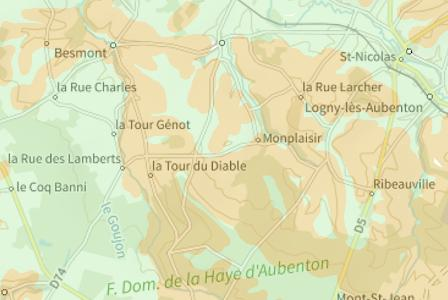 Besmont
St-Nicolas
la Rue Charles
la Rue Larcher
Logny-lès-Aubenton
la Tour Génot
Monplaisir
la Rue des Lamberts
la Tour du Diable
le Coq Banni
Ribeauville
le Goujon
D5
F. Dom. de la Haye d'Aubenton
D74
Mont-St-Jean